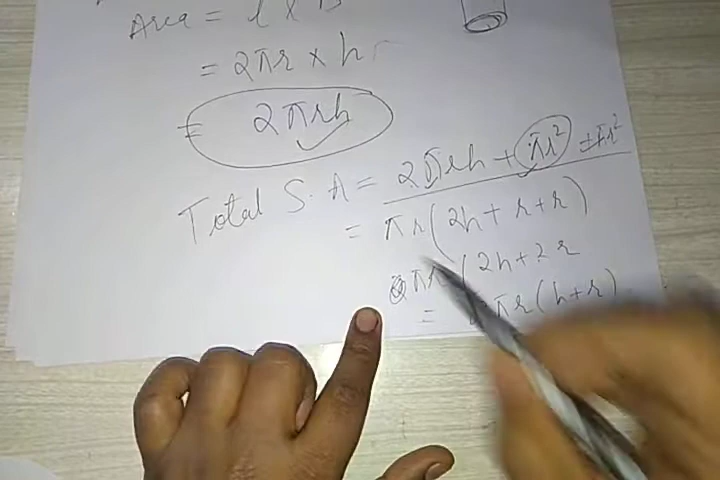 Area = l x B
= 2πr × h
= 2πrh
Total S.A = 2πrh + πr² + πr²
= πr(2h + r + r)
πr(2h + 2r
= πr(h+r)